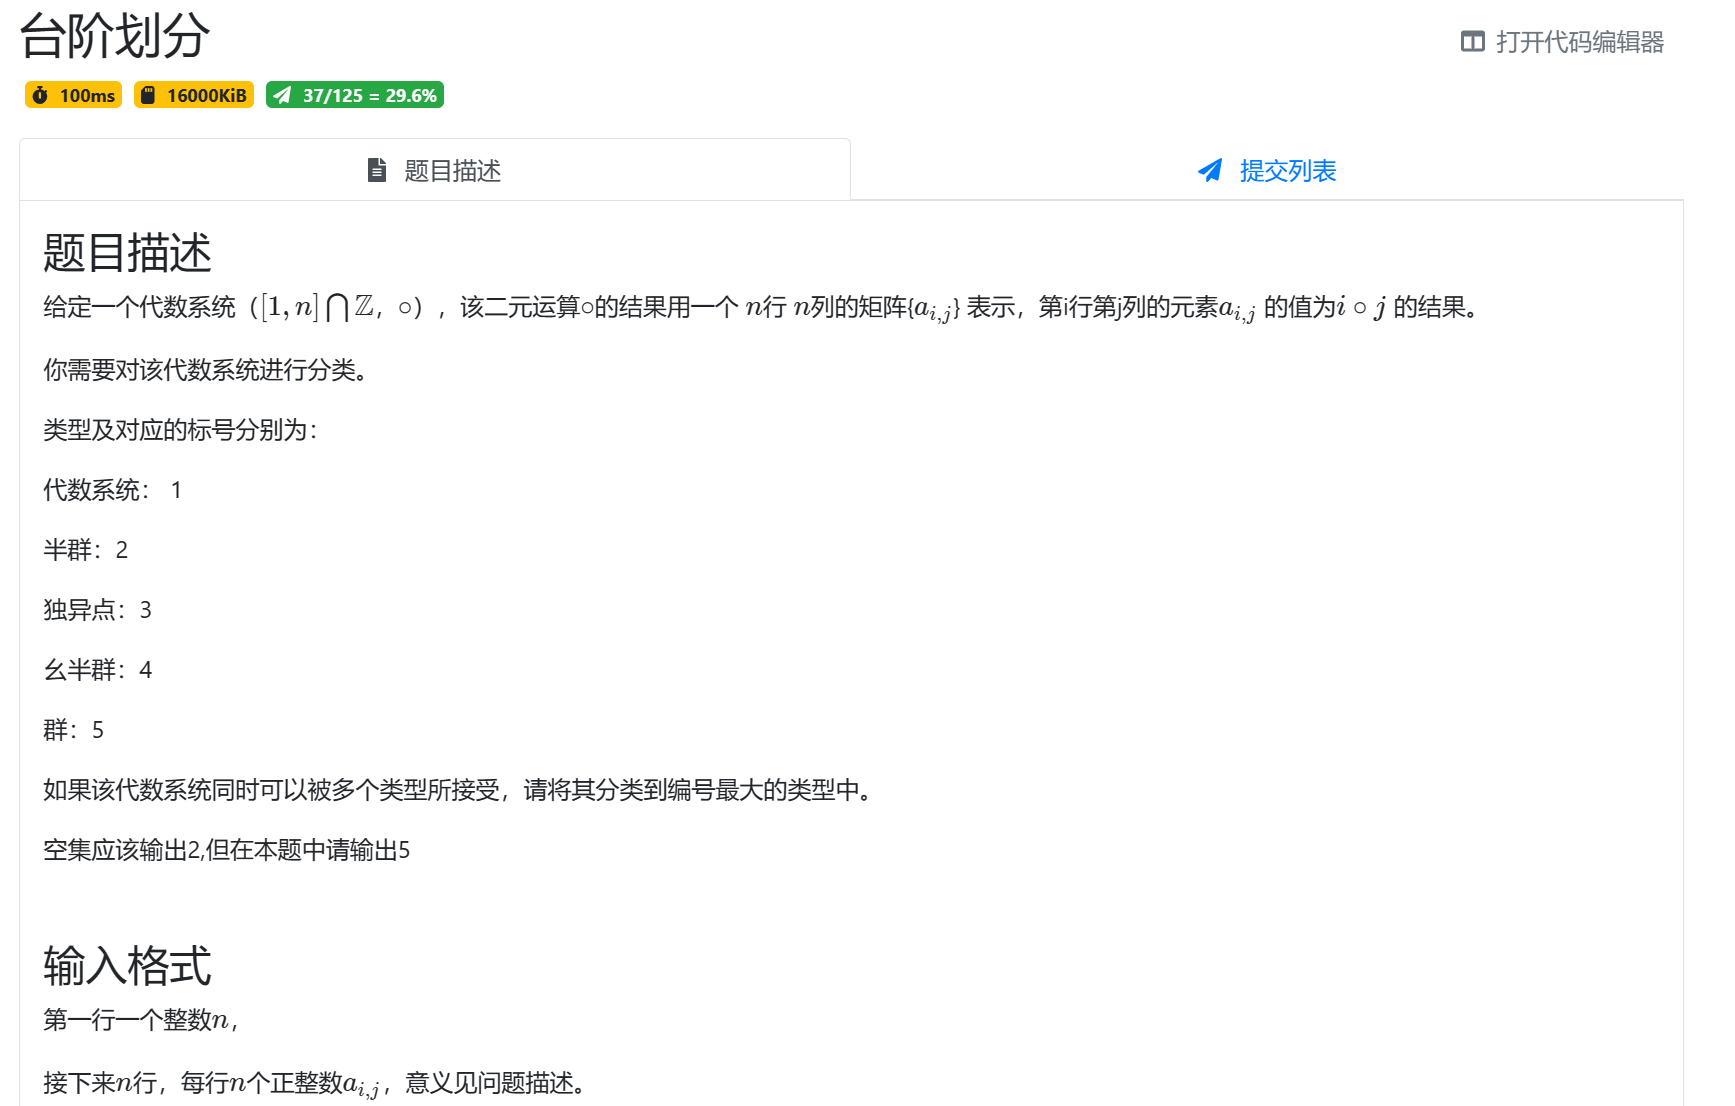 台阶划分
打开代码编辑器
100ms 16000KiB 37/125 = 29.6%
题目描述
提交列表
题目描述
给定一个代数系统（$[1,n]\bigcap\mathbb{Z}$，∘），该二元运算∘的结果用一个 $n$行 $n$列的矩阵{$a_{i,j}$} 表示，第i行第j列的元素$a_{i,j}$ 的值为$i \circ j$ 的结果。
你需要对该代数系统进行分类。
类型及对应的标号分别为：
代数系统： 1
半群：2
独异点：3
幺半群：4
群：5
如果该代数系统同时可以被多个类型所接受，请将其分类到编号最大的类型中。
空集应该输出2,但在本题中请输出5
输入格式
第一行一个整数$n$，
接下来$n$行，每行$n$个正整数$a_{i,j}$，意义见问题描述。